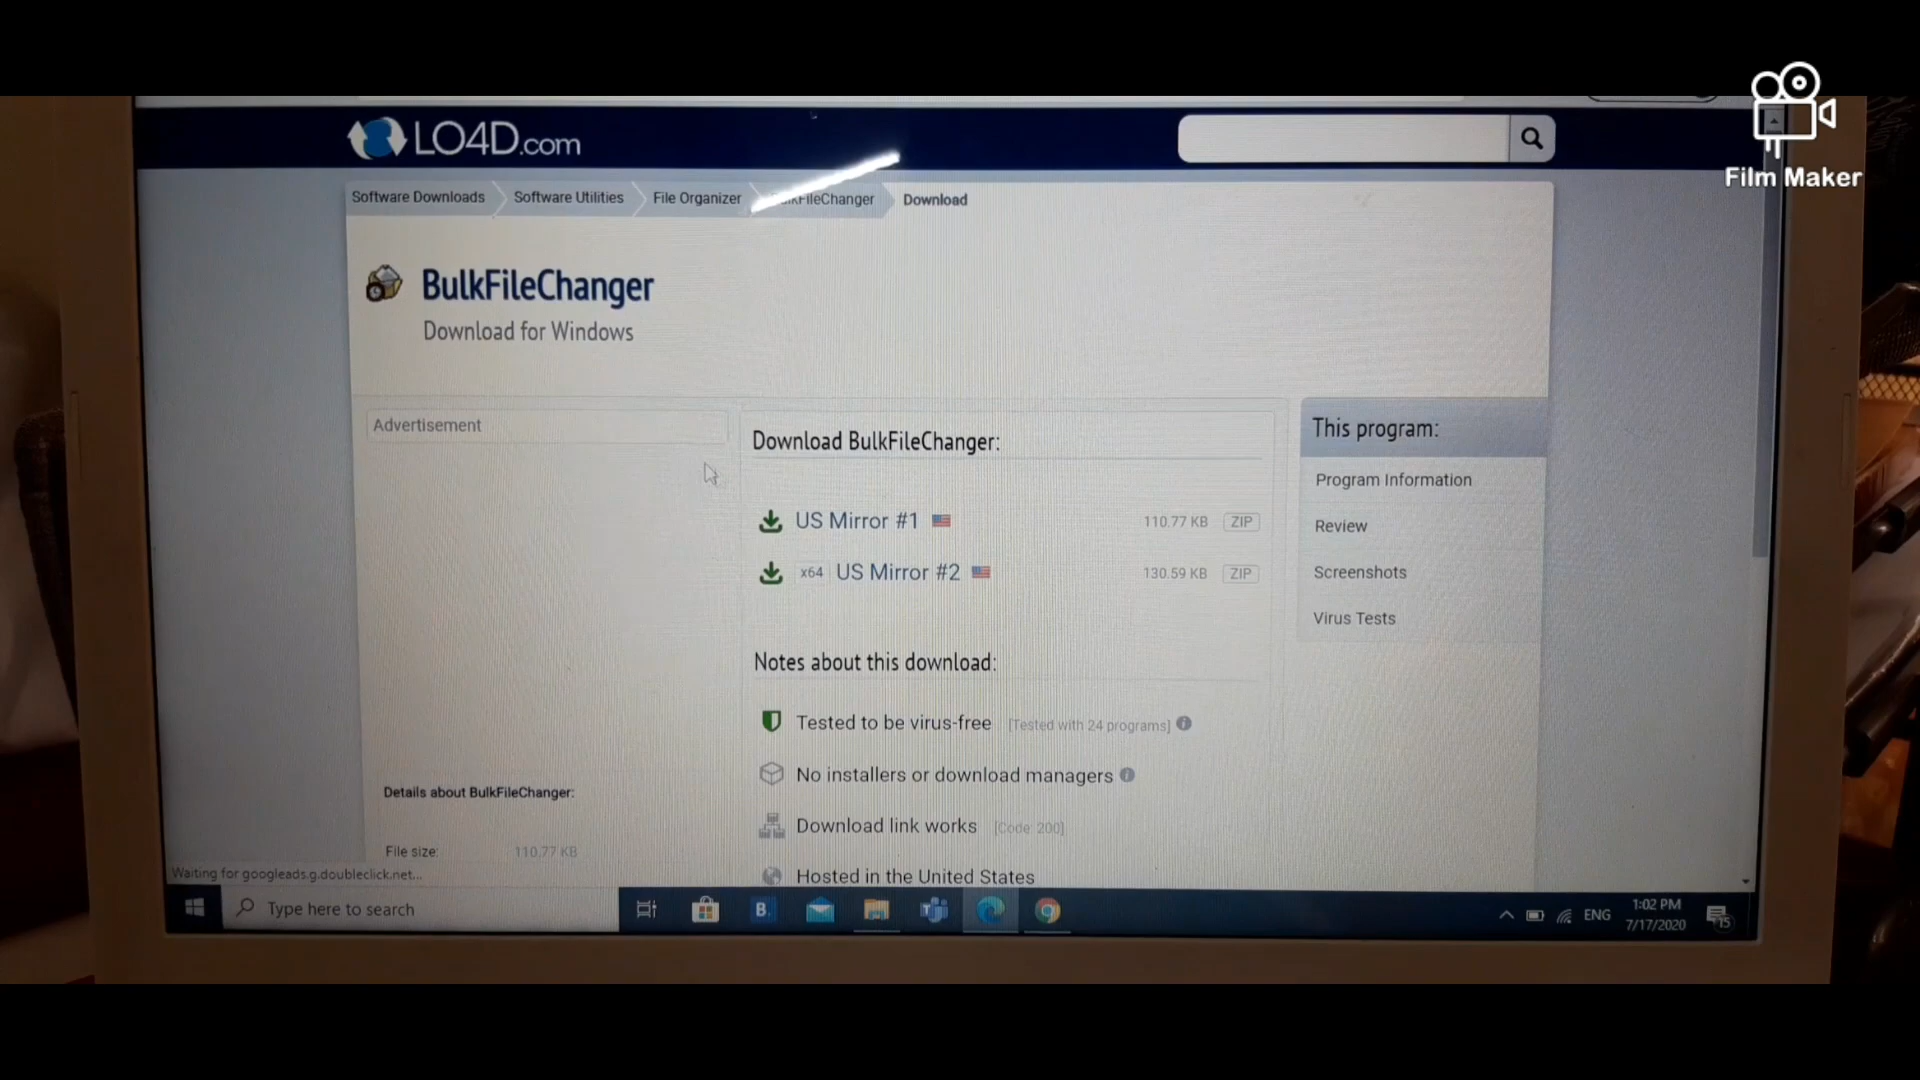 Film Maker
LO4D.com
Software Downloads Software Utilities File Organizer BulkFileChanger Download
BulkFileChanger
Download for Windows
Advertisement
Download BulkFileChanger:
US Mirror #1 110.77 KB ZIP
x64 US Mirror #2 130.59 KB ZIP
Notes about this download:
Tested to be virus-free [Tested with 24 programs]
No installers or download managers
Download link works [Code: 200]
Hosted in the United States
This program:
Program Information
Review
Screenshots
Virus Tests
Details about BulkFileChanger:
File size: 110.77 KB
Waiting for googleads.g.doubleclick.net...
Type here to search
B.
ENG
1:02 PM
7/17/2020
15